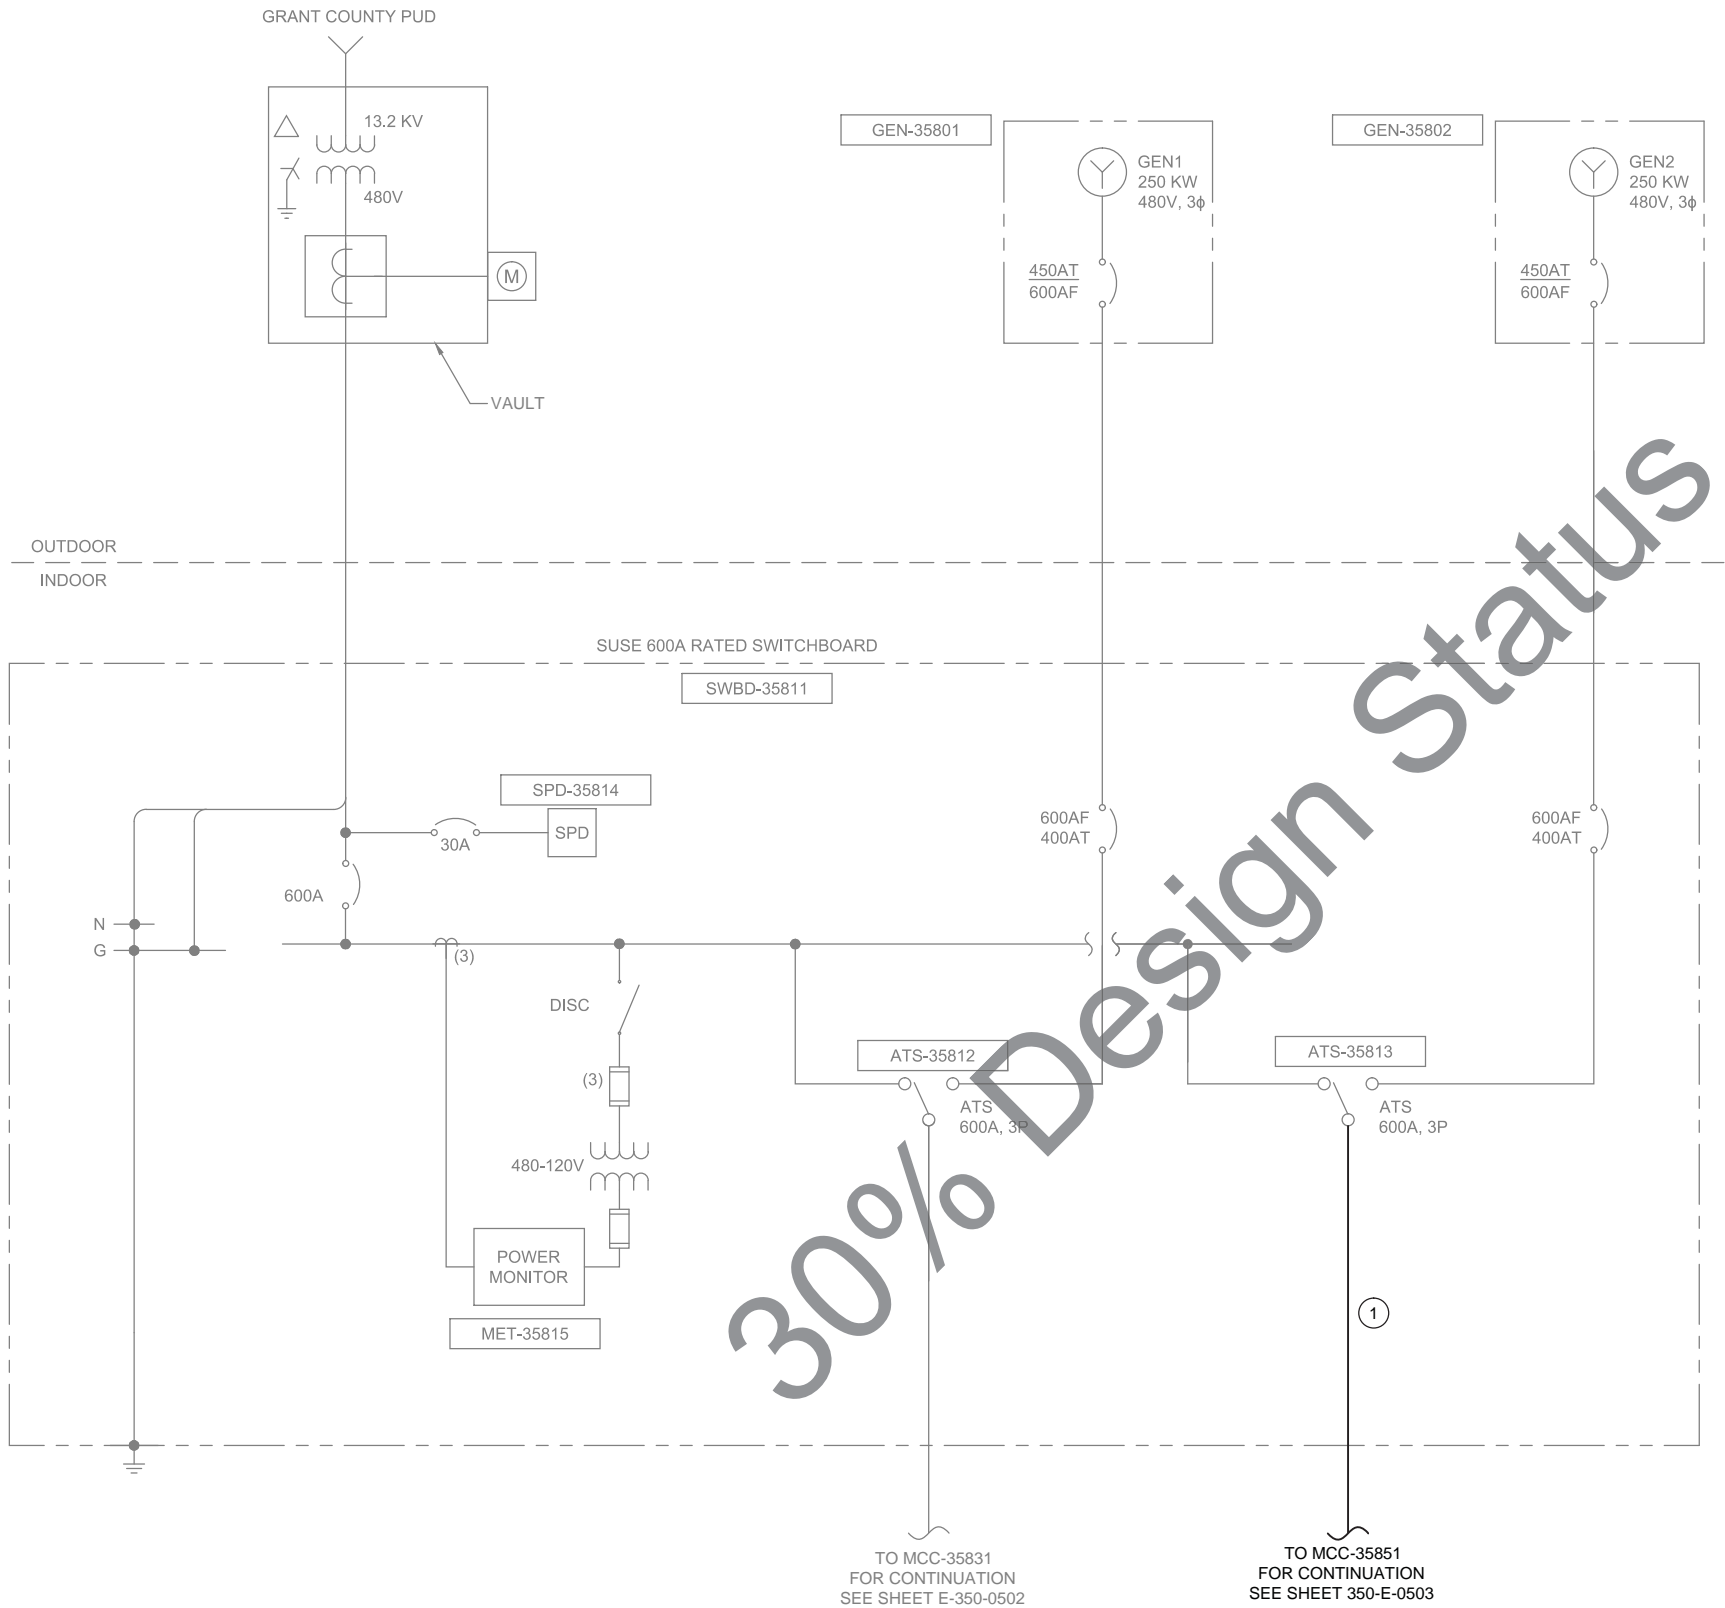 GRANT COUNTY PUD
13.2 KV
480V
M
VAULT
GEN-35801
GEN1
250 KW
480V, 3ϕ
450AT
600AF
GEN-35802
GEN2
250 KW
480V, 3ϕ
450AT
600AF
OUTDOOR
INDOOR
SUSE 600A RATED SWITCHBOARD
SWBD-35811
SPD-35814
SPD
30A
600A
N
G
(3)
DISC
(3)
480-120V
POWER
MONITOR
MET-35815
600AF
400AT
600AF
400AT
ATS-35812
ATS
600A, 3P
ATS-35813
ATS
600A, 3P
1
TO MCC-35831
FOR CONTINUATION
SEE SHEET E-350-0502
TO MCC-35851
FOR CONTINUATION
SEE SHEET 350-E-0503
30% Design Status